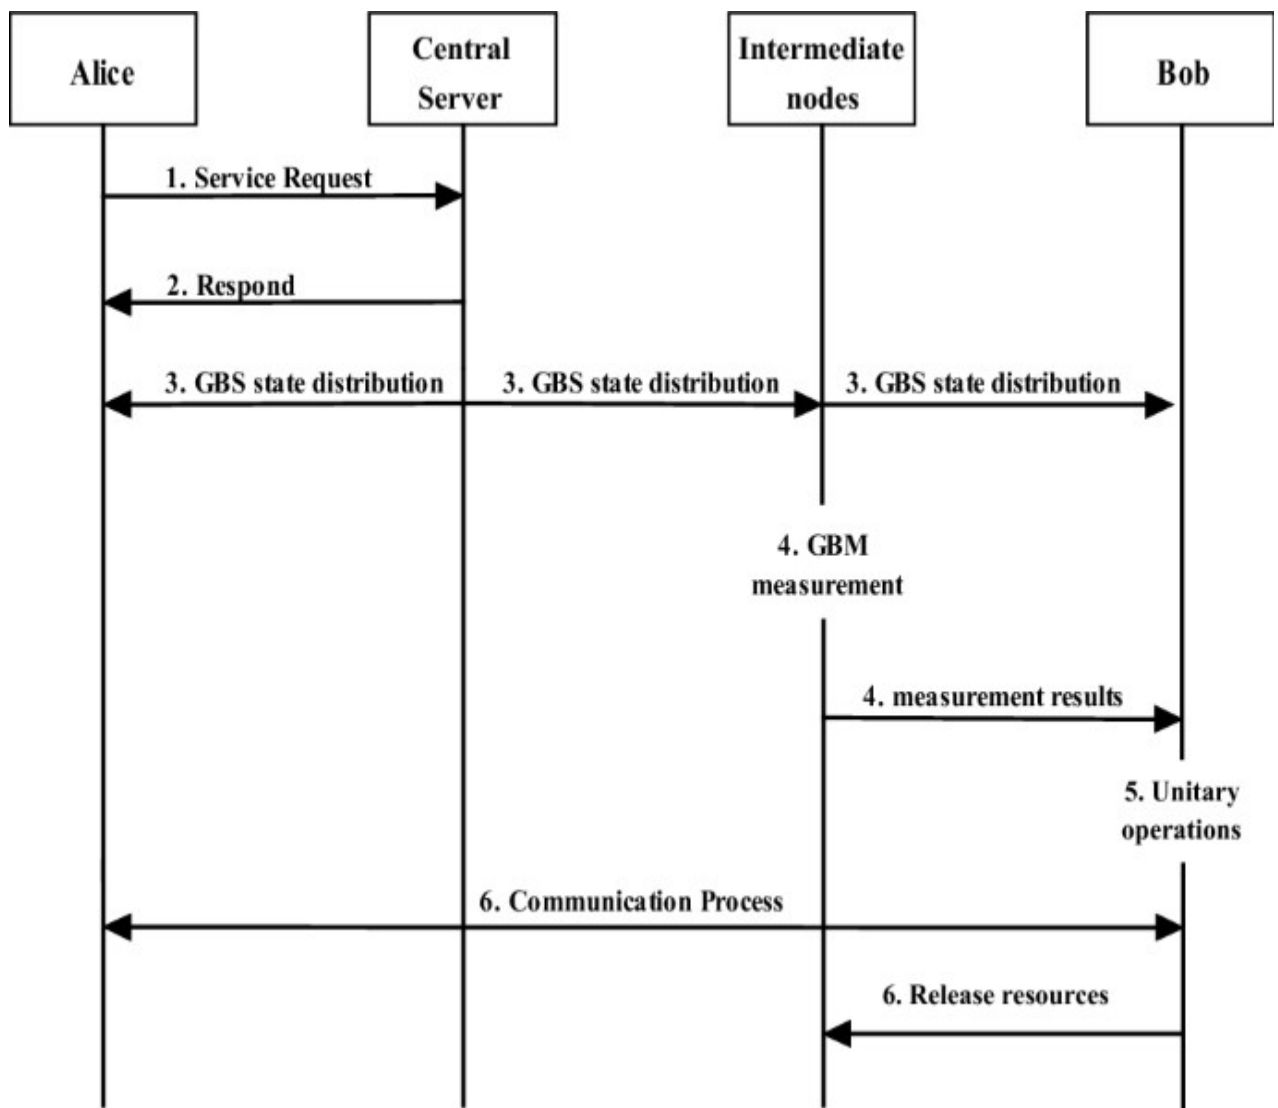 Alice
Central
Server
Intermediate
nodes
Bob
1. Service Request
2. Respond
3. GBS state distribution
3. GBS state distribution
3. GBS state distribution
4. GBM
measurement
4. measurement results
5. Unitary
operations
6. Communication Process
6. Release resources